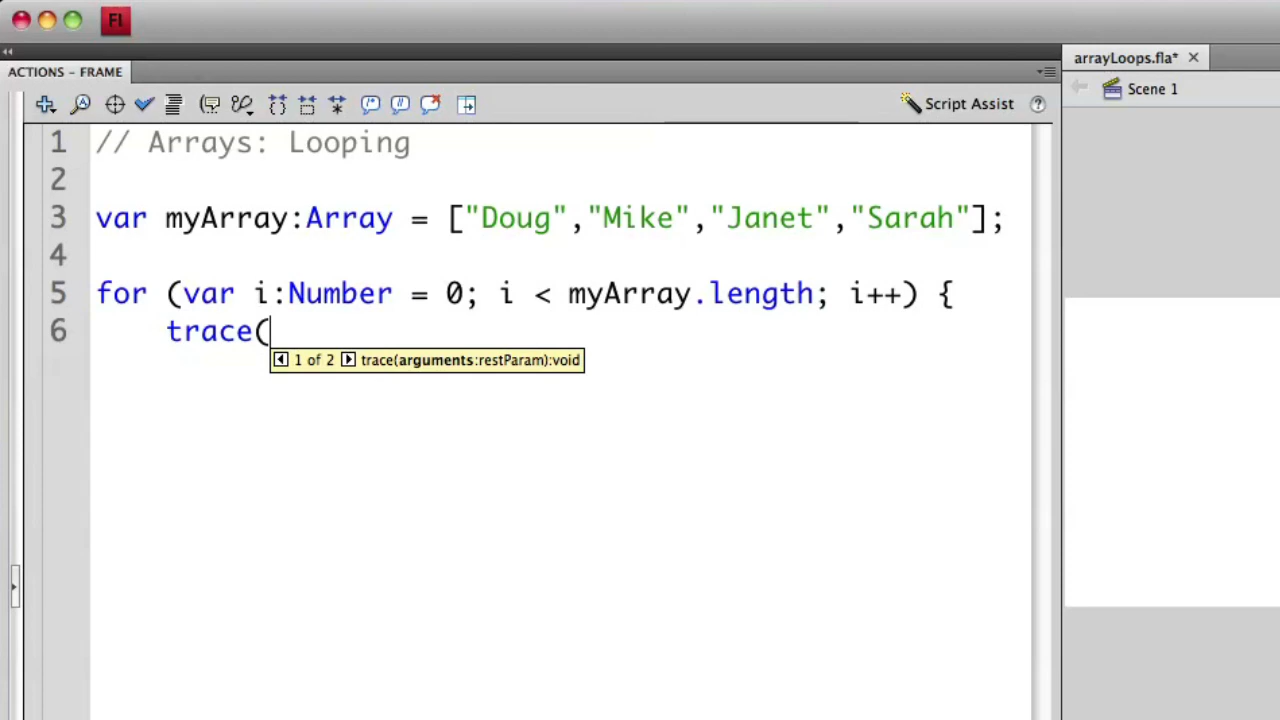 Fl
ACTIONS - FRAME
arrayLoops.fla*
Script Assist
Scene 1
1 // Arrays: Looping
2
3 var myArray:Array = ["Doug","Mike","Janet","Sarah"];
4
5 for (var i:Number = 0; i < myArray.length; i++) {
6 trace(
1 of 2 trace(arguments:restParam):void